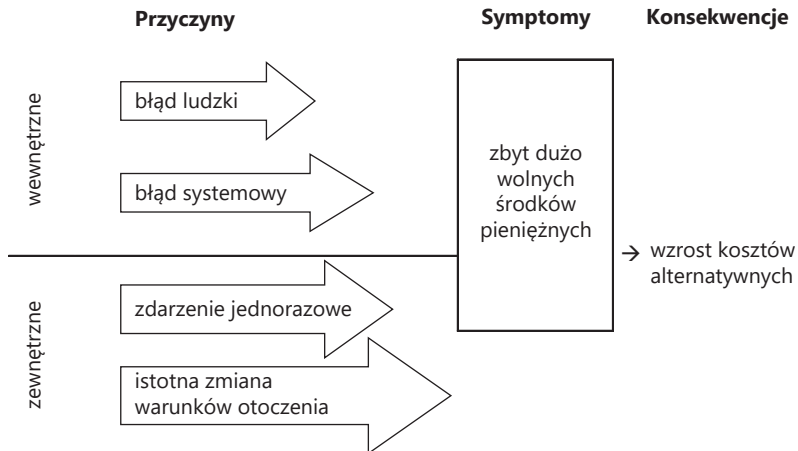 Przyczyny
Symptomy
Konsekwencje
wewnętrzne
błąd ludzki
błąd systemowy
zbyt dużo
wolnych
środków
pieniężnych
→ wzrost kosztów
alternatywnych
zewnętrzne
zdarzenie jednorazowe
istotna zmiana
warunków otoczenia